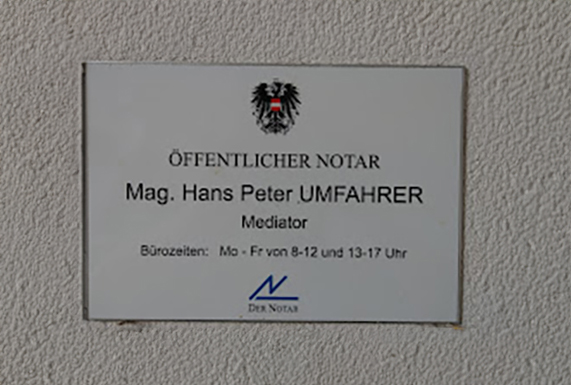 ÖFFENTLICHER NOTAR
Mag. Hans Peter UMFAHRER
Mediator
Bürozeiten: Mo - Fr von 8-12 und 13-17 Uhr
DER NOTAR